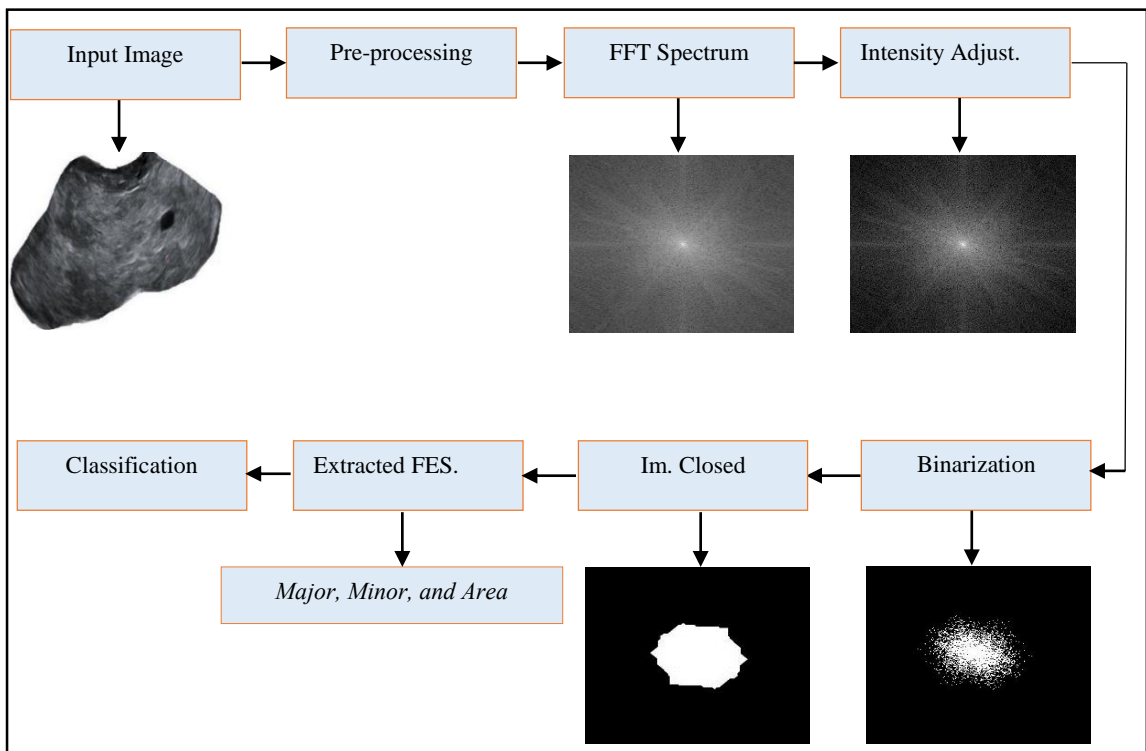 Input Image
Pre-processing
FFT Spectrum
Intensity Adjust.
Classification
Extracted FES.
Im. Closed
Binarization
Major, Minor, and Area